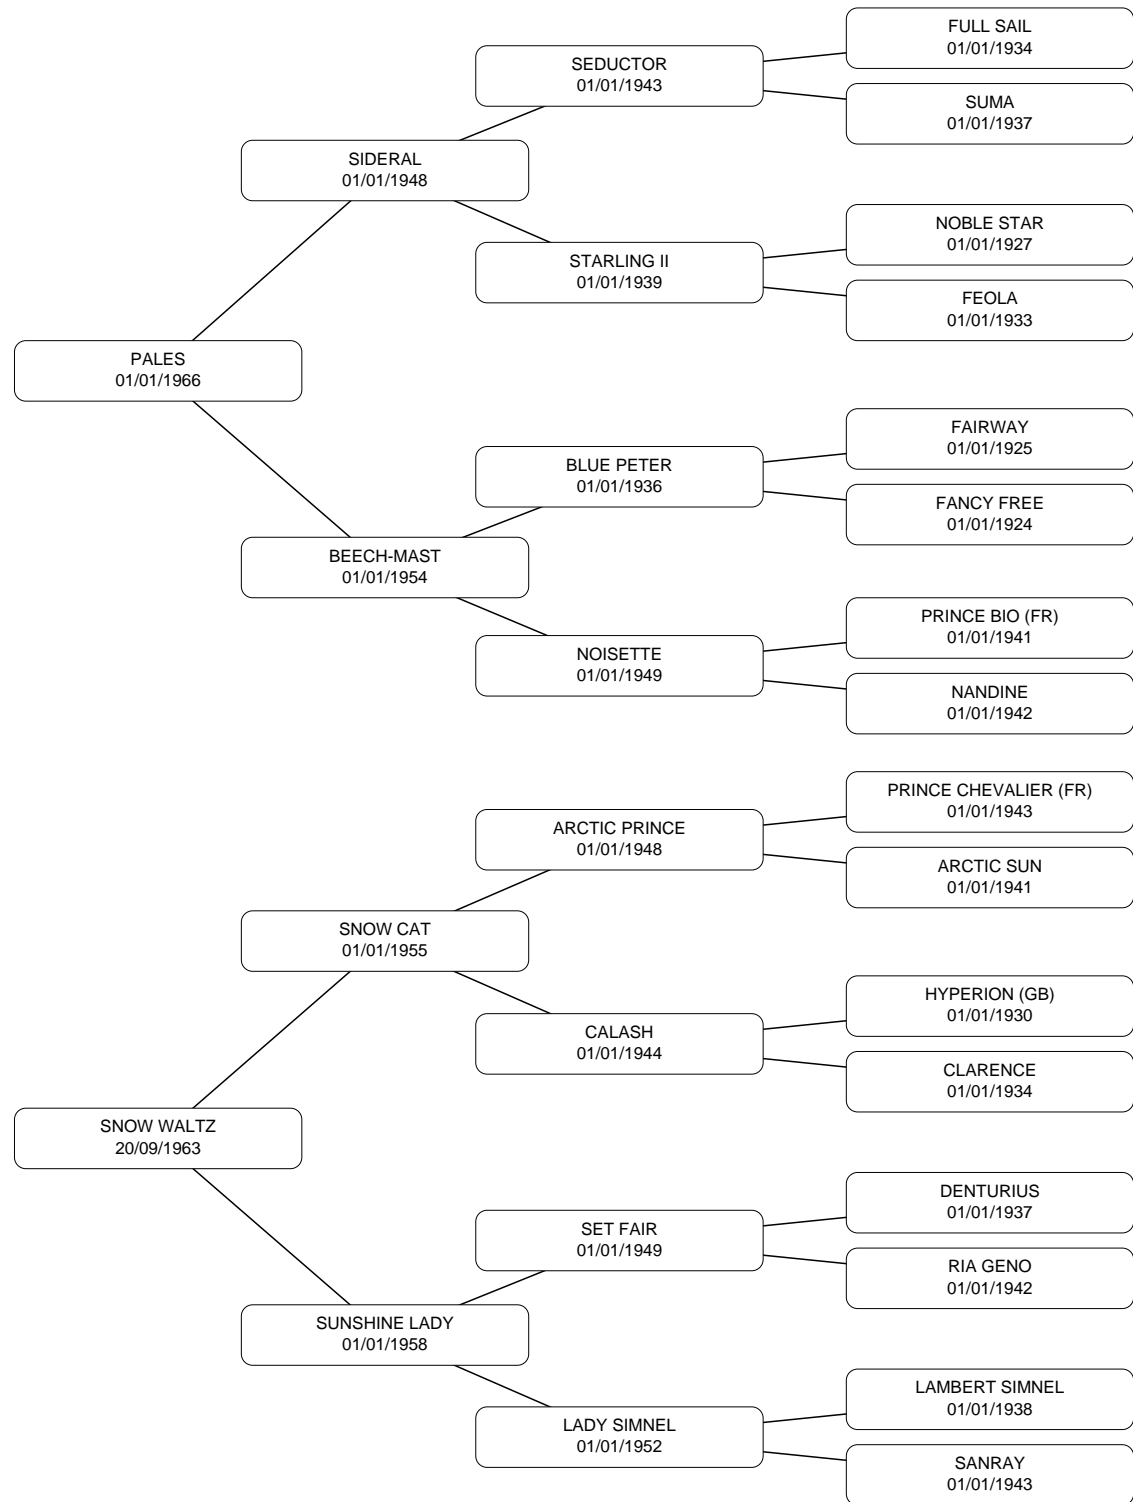 FULL SAIL
01/01/1934
SEDUCTOR
01/01/1943
SUMA
01/01/1937
SIDERAL
01/01/1948
NOBLE STAR
01/01/1927
STARLING II
01/01/1939
FEOLA
01/01/1933
PALES
01/01/1966
FAIRWAY
01/01/1925
BLUE PETER
01/01/1936
FANCY FREE
01/01/1924
BEECH-MAST
01/01/1954
PRINCE BIO (FR)
01/01/1941
NOISETTE
01/01/1949
NANDINE
01/01/1942
PRINCE CHEVALIER (FR)
01/01/1943
ARCTIC PRINCE
01/01/1948
ARCTIC SUN
01/01/1941
SNOW CAT
01/01/1955
HYPERION (GB)
01/01/1930
CALASH
01/01/1944
CLARENCE
01/01/1934
SNOW WALTZ
20/09/1963
DENTURIUS
01/01/1937
SET FAIR
01/01/1949
RIA GENO
01/01/1942
SUNSHINE LADY
01/01/1958
LAMBERT SIMNEL
01/01/1938
LADY SIMNEL
01/01/1952
SANRAY
01/01/1943